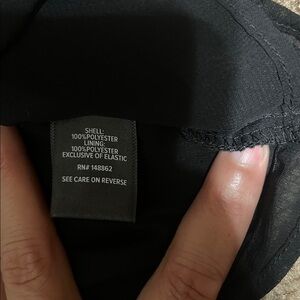 SHELL:
100%POLYESTER
LINING:
100%POLYESTER
EXCLUSIVE OF ELASTIC
RN# 148862
SEE CARE ON REVERSE